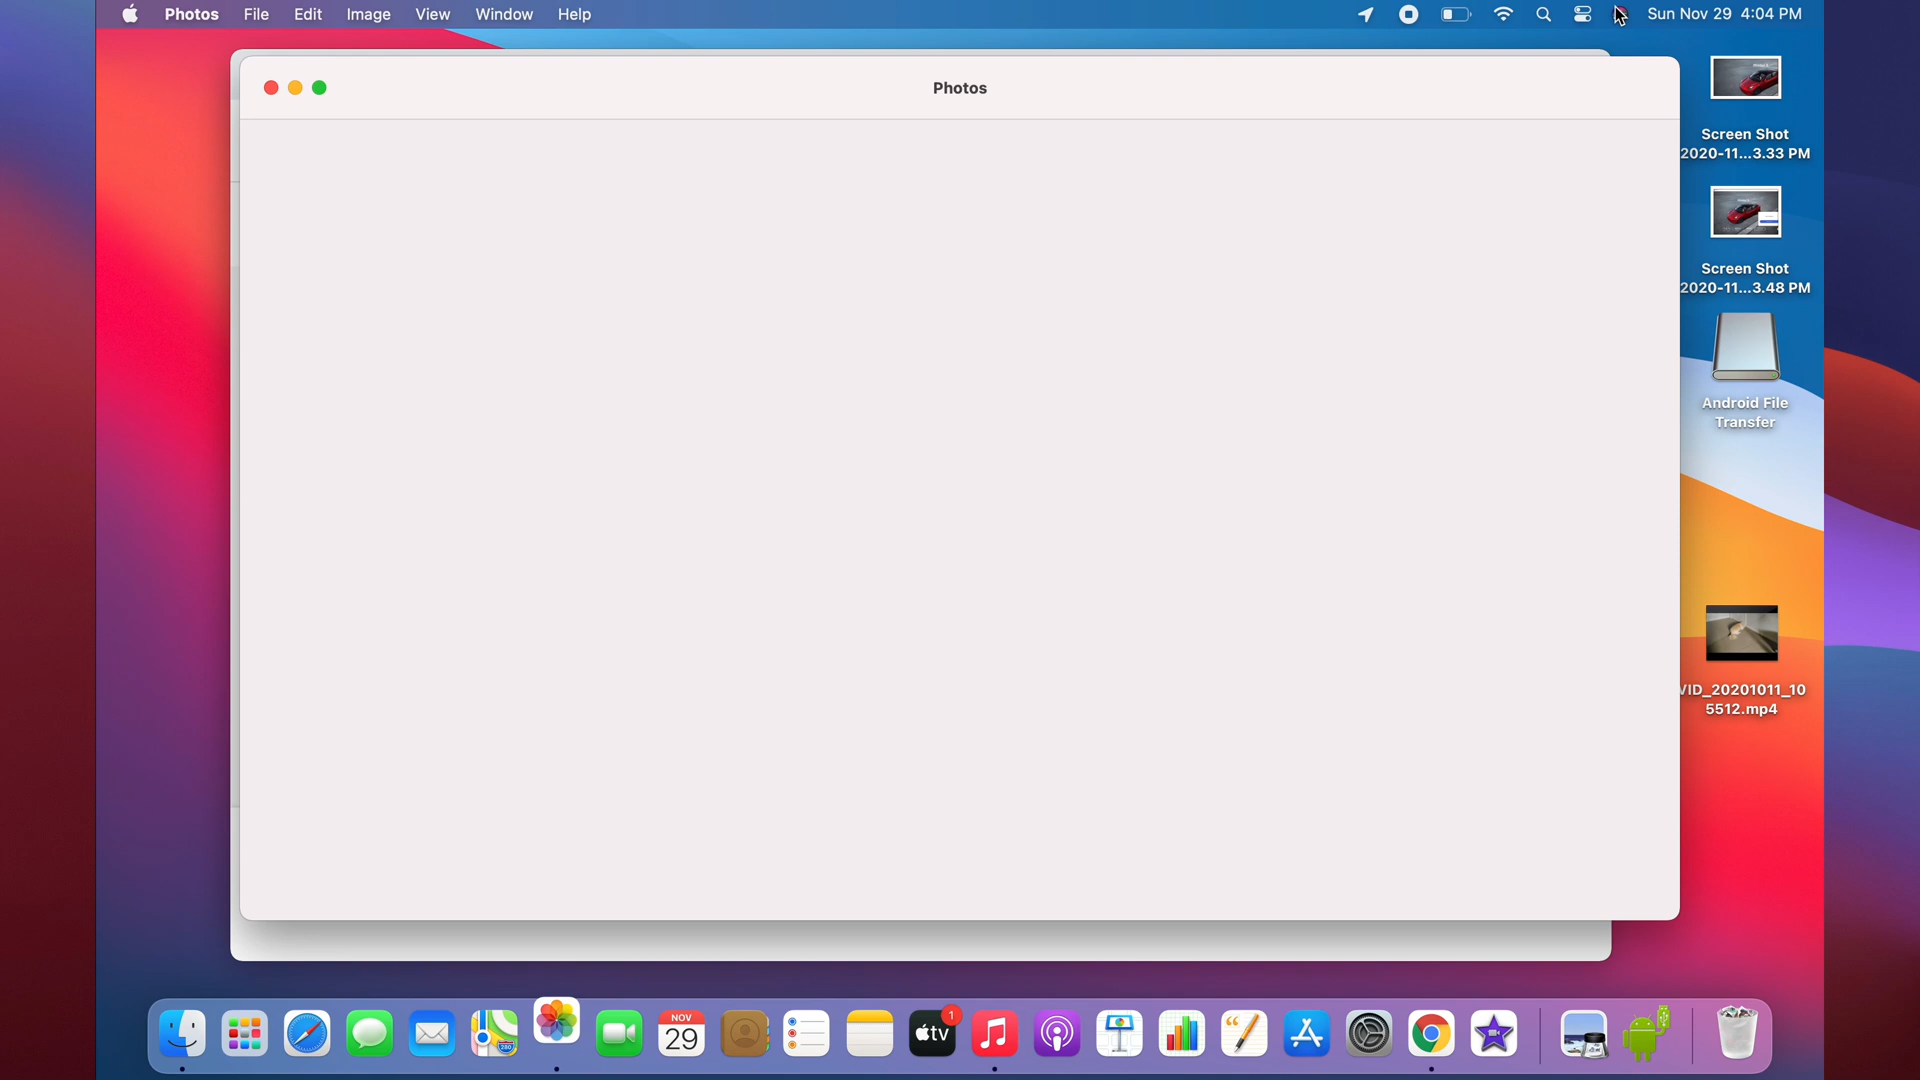 Photos File Edit Image View Window Help
Sun Nov 29 4:04 PM
Photos
Screen Shot
2020-11...3.33 PM
Screen Shot
2020-11...3.48 PM
Android File
Transfer
VID_20201011_10
5512.mp4
NOV
29
280
tv
1